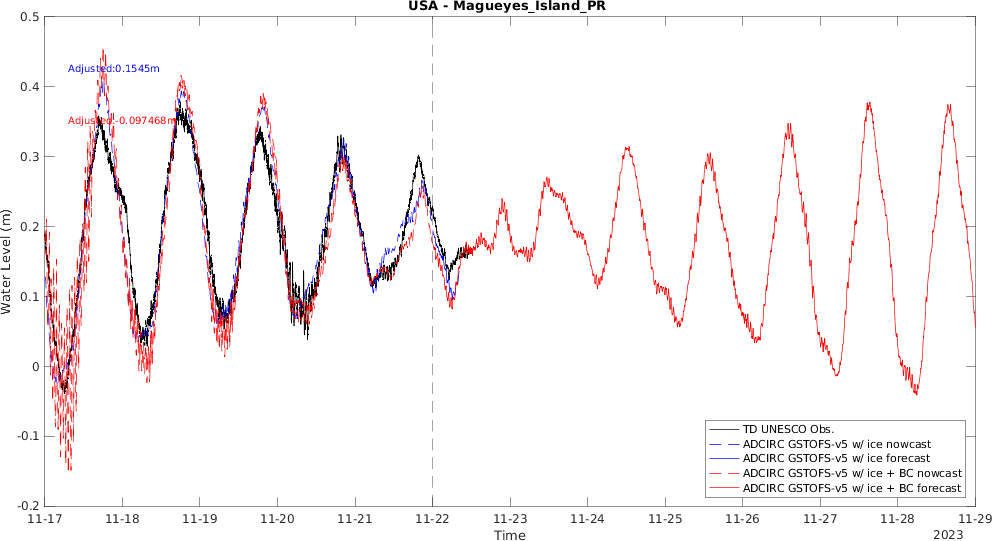 USA - Magueyes_Island_PR
0.5
0.4
0.3
0.2
0.1
0
-0.1
-0.2
Water Level (m)
Adjusted:0.1545m
Adjusted:-0.097468m
TD UNESCO Obs.
ADCIRC GSTOFS-v5 w/ ice nowcast
ADCIRC GSTOFS-v5 w/ ice forecast
ADCIRC GSTOFS-v5 w/ ice + BC nowcast
ADCIRC GSTOFS-v5 w/ ice + BC forecast
11-17 11-18 11-19 11-20 11-21 11-22 11-23 11-24 11-25 11-26 11-27 11-28 11-29
Time
2023